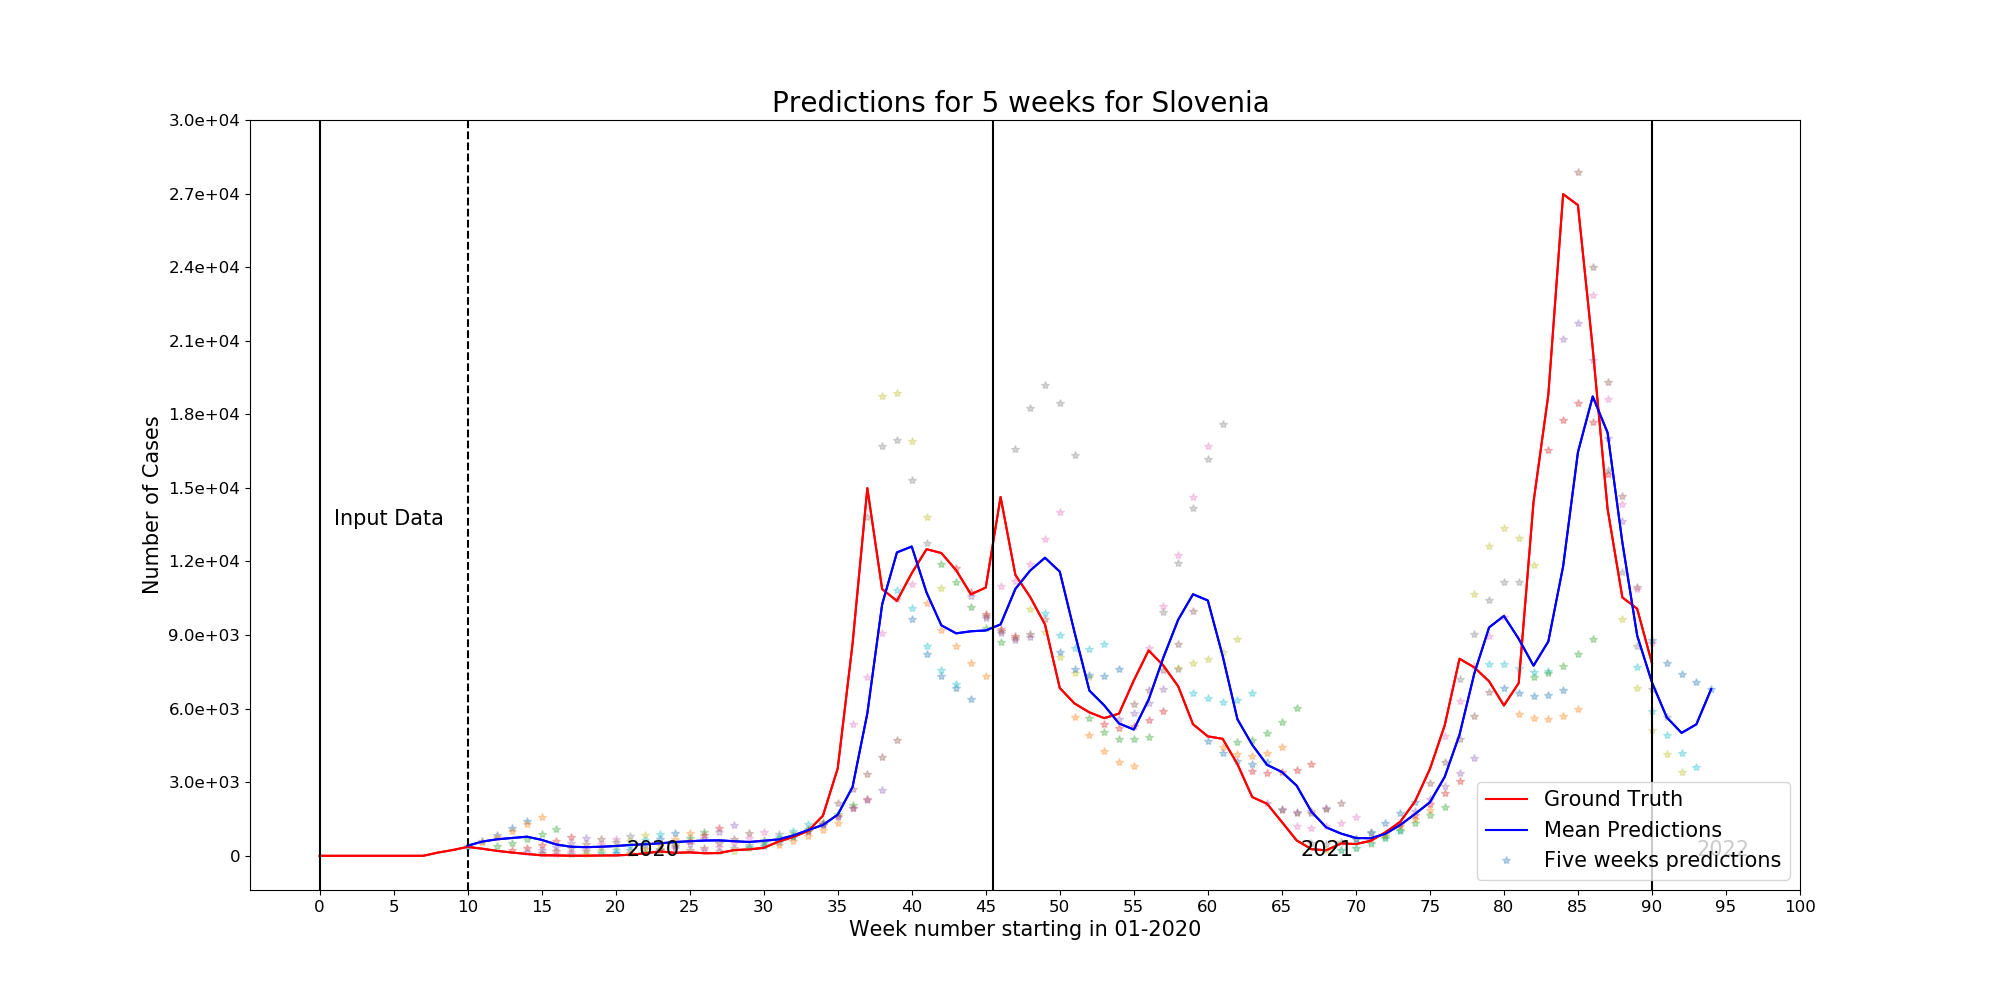 Predictions for 5 weeks for Slovenia
3.0e+04
2.7e+04
2.4e+04
2.1e+04
1.8e+04
1.5e+04
1.2e+04
9.0e+03
6.0e+03
3.0e+03
0
Number of Cases
Input Data
2020
2021
2022
Ground Truth
Mean Predictions
Five weeks predictions
0 5 10 15 20 25 30 35 40 45 50 55 60 65 70 75 80 85 90 95 100
Week number starting in 01-2020